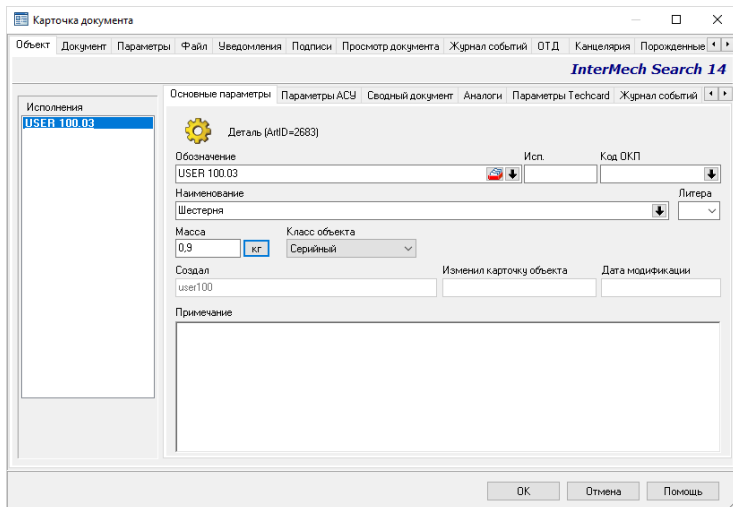 Карточка документа
Объект Документ Параметры Файл Уведомления Подписи Просмотр документа Журнал событий ОТД Канцелярия Порожденные
InterMech Search 14
Исполнения
USER 100.03
Основные параметры Параметры АСУ Сводный документ Аналоги Параметры Techcard Журнал событий
Деталь (ArtID=2683)
Обозначение Исп. Код ОКП
USER 100.03
Наименование Литера
Шестерня
Масса Класс объекта
0,9 кг Серийный
Создал Изменил карточку объекта Дата модификации
user100
Примечание
OK Отмена Помощь